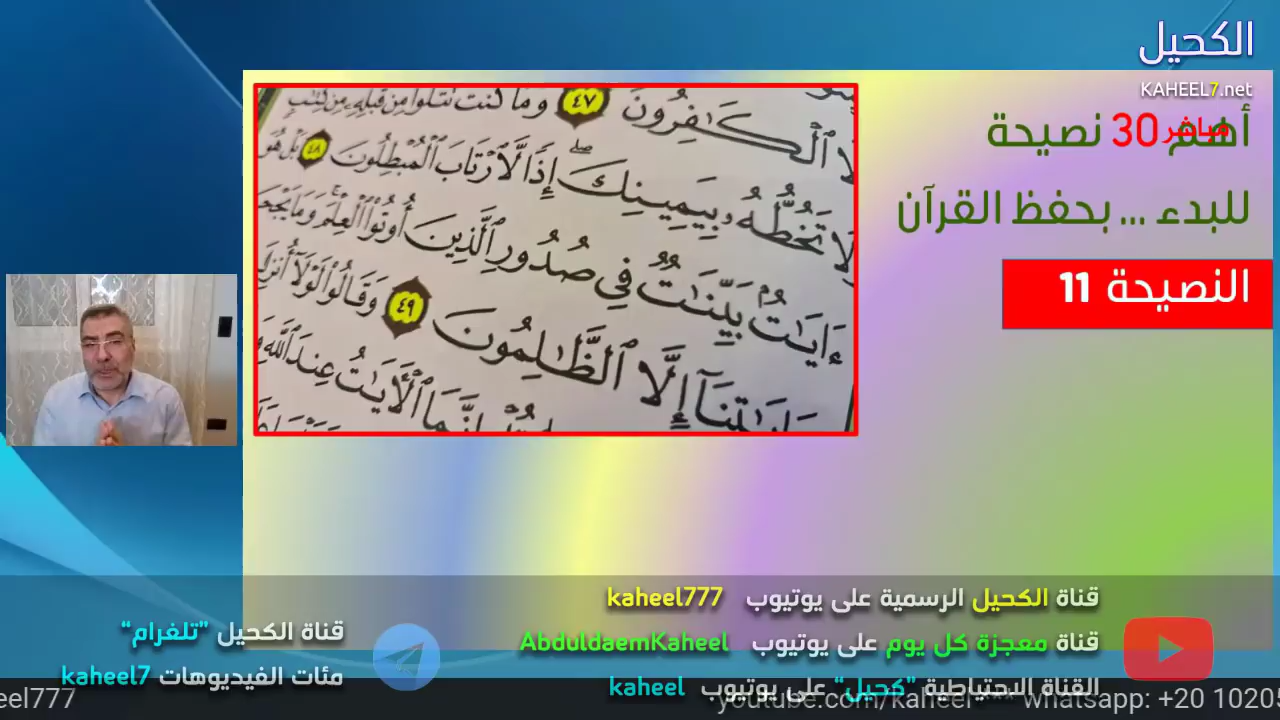 الكحيل
KAHEEL7.net
أهم 30 نصيحة
مباشر
للبدء ... بحفظ القرآن
النصيحة 11
ٱلۡكَـٰفِرُونَ ٤٧ وَمَا كُنتَ تَتۡلُواْ مِن قَبۡلِهِۦ مِن كِتَـٰبٖ
وَلَا تَخُطُّهُۥ بِيَمِينِكَۖ إِذٗا لَّٱرۡتَابَ ٱلۡمُبۡطِلُونَ ٤٨ بَلۡ هُوَ
ءَايَـٰتُۢ بَيِّنَـٰتٞ فِي صُدُورِ ٱلَّذِينَ أُوتُواْ ٱلۡعِلۡمَۚ وَمَا يَجۡحَ
بِـَٔايَـٰتِنَآ إِلَّا ٱلظَّـٰلِمُونَ ٤٩ وَقَالُواْ لَوۡلَآ أُنزِلَ
إِنَّمَا ٱلۡأٓيَـٰتُ عِندَ ٱللَّهِ
قناة الكحيل الرسمية على يوتيوب kaheel777
قناة معجزة كل يوم على يوتيوب AbduldaemKaheel
القناة الاحتياطية "كحيل" على يوتيوب kaheel
قناة الكحيل "تلغرام"
مئات الفيديوهات kaheel7
eel777 youtube.com/kaheel *** whatsapp: +20 10205